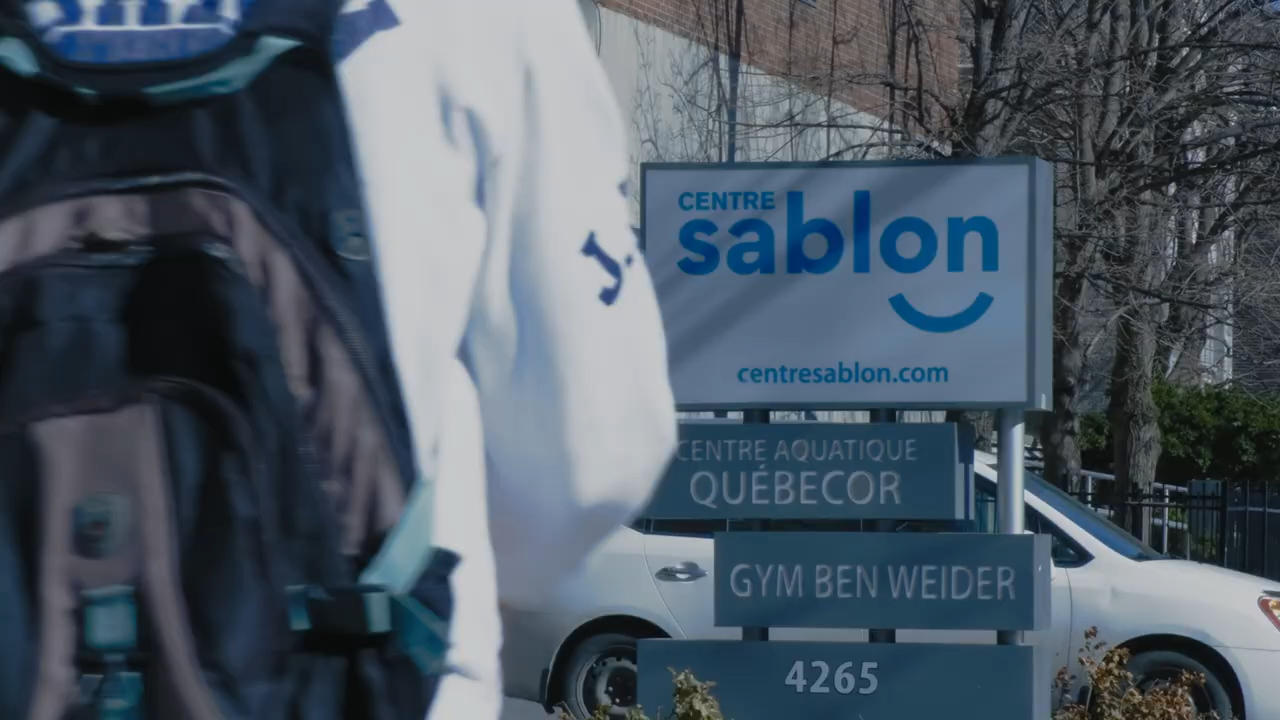 J.
CENTRE
sablon
centresablon.com
CENTRE AQUATIQUE
QUÉBECOR
GYM BEN WEIDER
4265